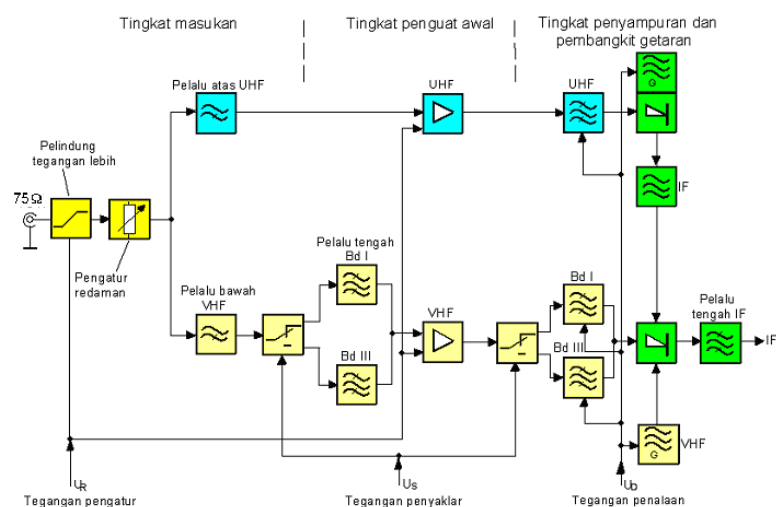 Tingkat masukan
Tingkat penguat awal
Tingkat penyampuran dan
pembangkit getaran
Pelalu atas UHF
UHF
UHF
G
Pelindung
tegangan lebih
75Ω
IF
Pengatur
redaman
Pelalu bawah
VHF
Pelalu tengah
Bd I
Bd III
VHF
Bd I
Bd III
Pelalu
tengah IF
IF
G
VHF
UR
Tegangan pengatur
Us
Tegangan penyaklar
UD
Tegangan penalaan